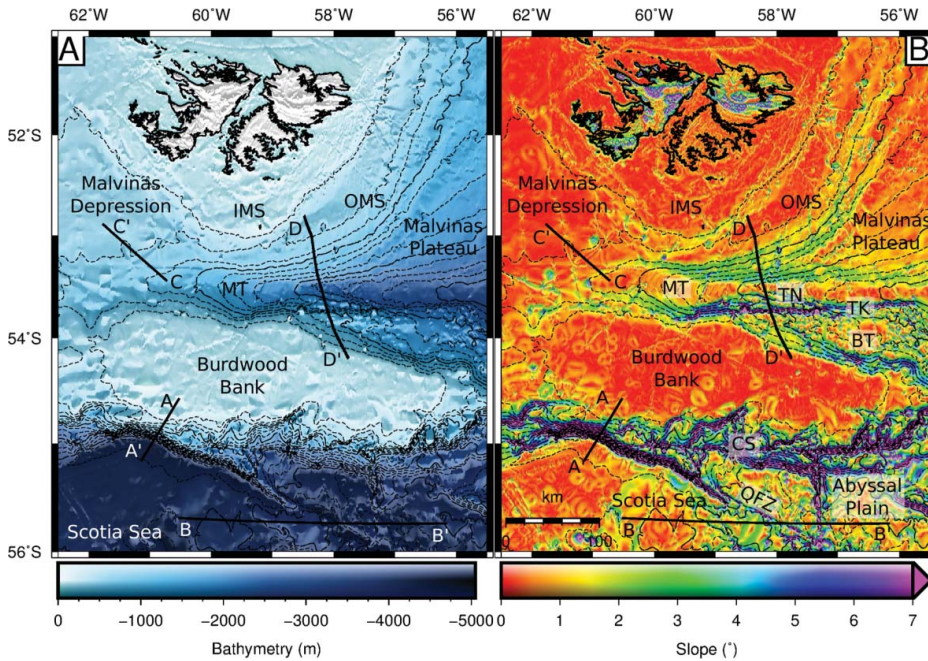 62°W 60°W 58°W 56°W 62°W 60°W 58°W 56°W
A
B
52°S
54°S
56°S
Malvinas
Depression
C'
C
IMS
OMS
D
Malvinas
Plateau
MT
D'
Burdwood
Bank
A
A'
Scotia Sea
B
B'
Malvinas
Depression
C'
C
IMS
OMS
D
Malvinas
Plateau
MT
TN
TK
BT
D'
Burdwood
Bank
A
A'
CS
QFZ
Abyssal
Plain
km
0 100
Scotia Sea
B
B'
0 −1000 −2000 −3000 −4000 −5000
Bathymetry (m)
0 1 2 3 4 5 6 7
Slope (˚)